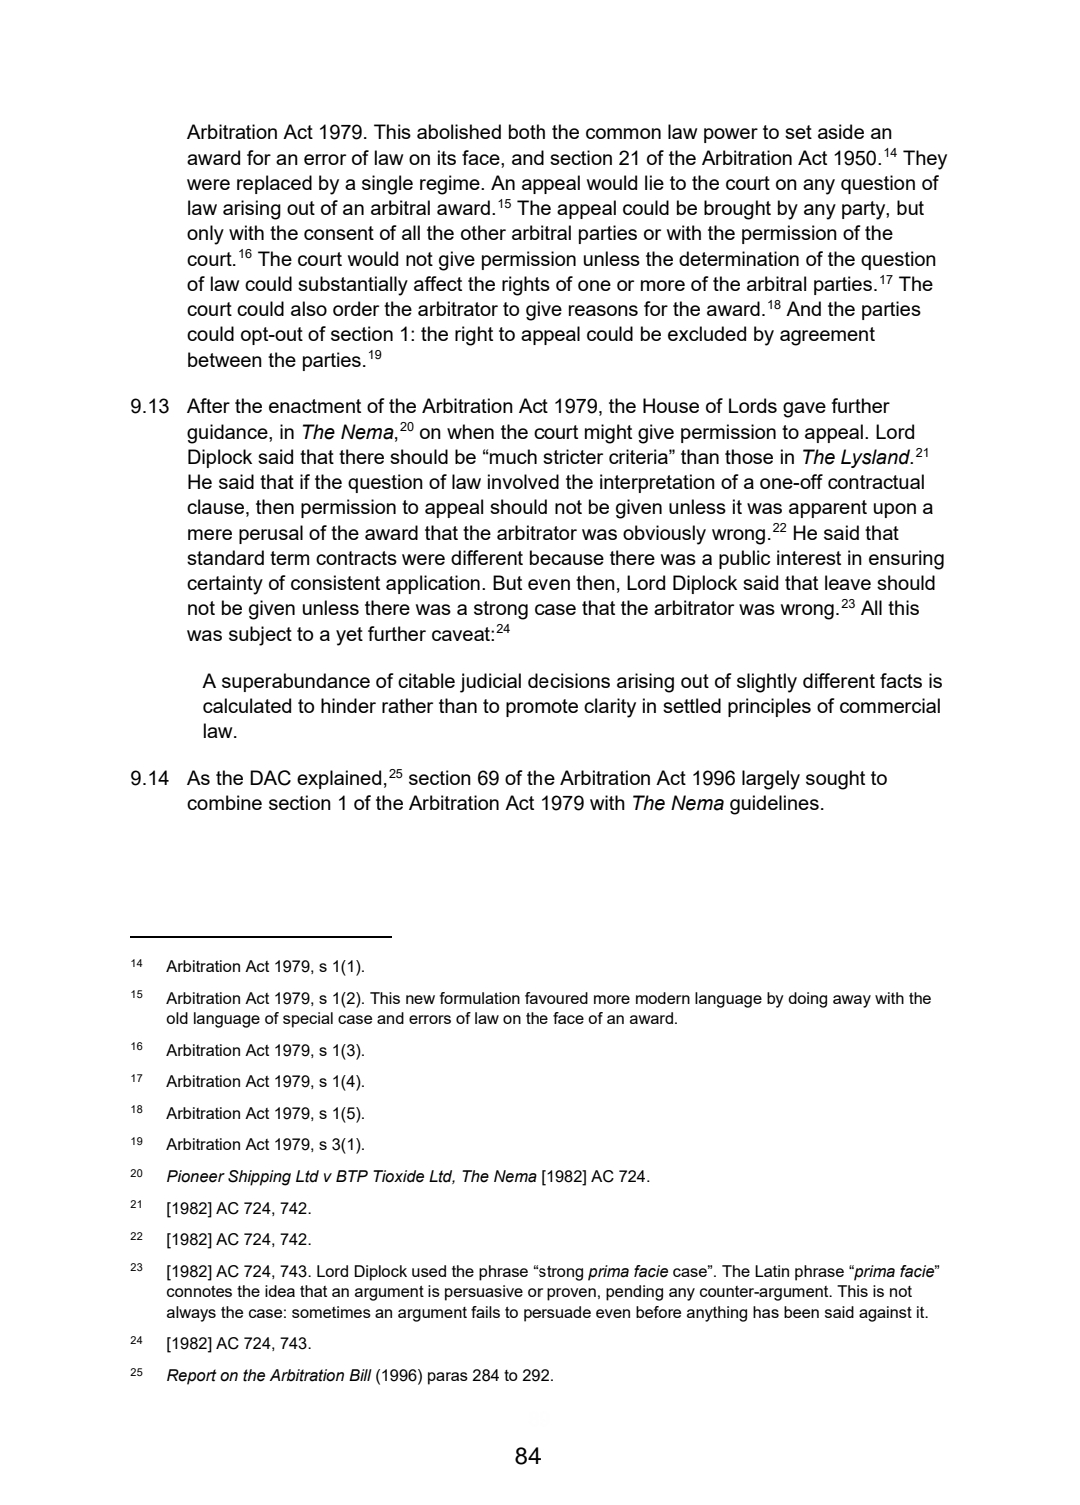 Arbitration Act 1979. This abolished both the common law power to set aside an
award for an error of law on its face, and section 21 of the Arbitration Act 1950.14 They
were replaced by a single regime. An appeal would lie to the court on any question of
law arising out of an arbitral award.15 The appeal could be brought by any party, but
only with the consent of all the other arbitral parties or with the permission of the
court.16 The court would not give permission unless the determination of the question
of law could substantially affect the rights of one or more of the arbitral parties.17 The
court could also order the arbitrator to give reasons for the award.18 And the parties
could opt-out of section 1: the right to appeal could be excluded by agreement
between the parties.19
9.13 After the enactment of the Arbitration Act 1979, the House of Lords gave further
guidance, in The Nema,20 on when the court might give permission to appeal. Lord
Diplock said that there should be “much stricter criteria” than those in The Lysland.21
He said that if the question of law involved the interpretation of a one-off contractual
clause, then permission to appeal should not be given unless it was apparent upon a
mere perusal of the award that the arbitrator was obviously wrong.22 He said that
standard term contracts were different because there was a public interest in ensuring
certainty of consistent application. But even then, Lord Diplock said that leave should
not be given unless there was a strong case that the arbitrator was wrong.23 All this
was subject to a yet further caveat:24
A superabundance of citable judicial decisions arising out of slightly different facts is
calculated to hinder rather than to promote clarity in settled principles of commercial
law.
9.14 As the DAC explained,25 section 69 of the Arbitration Act 1996 largely sought to
combine section 1 of the Arbitration Act 1979 with The Nema guidelines.
14 Arbitration Act 1979, s 1(1).
15 Arbitration Act 1979, s 1(2). This new formulation favoured more modern language by doing away with the
old language of special case and errors of law on the face of an award.
16 Arbitration Act 1979, s 1(3).
17 Arbitration Act 1979, s 1(4).
18 Arbitration Act 1979, s 1(5).
19 Arbitration Act 1979, s 3(1).
20 Pioneer Shipping Ltd v BTP Tioxide Ltd, The Nema [1982] AC 724.
21 [1982] AC 724, 742.
22 [1982] AC 724, 742.
23 [1982] AC 724, 743. Lord Diplock used the phrase “strong prima facie case”. The Latin phrase “prima facie”
connotes the idea that an argument is persuasive or proven, pending any counter-argument. This is not
always the case: sometimes an argument fails to persuade even before anything has been said against it.
24 [1982] AC 724, 743.
25 Report on the Arbitration Bill (1996) paras 284 to 292.
84